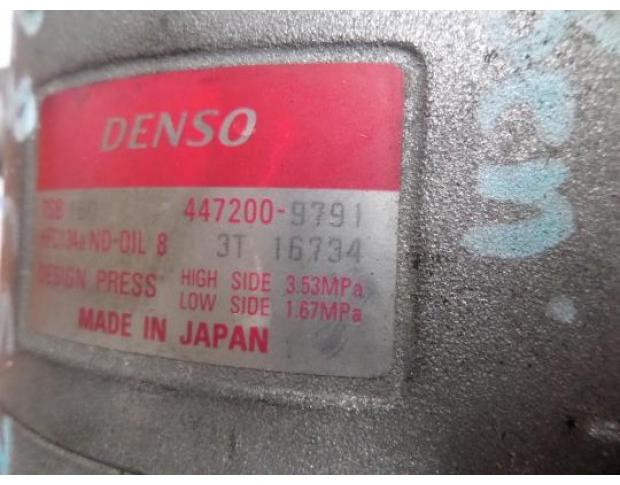 DENSO
447200-9791
HFC134a ND-OIL 8 3T 16734
DESIGN PRESS HIGH SIDE 3.53MPa
LOW SIDE 1.67MPa
MADE IN JAPAN